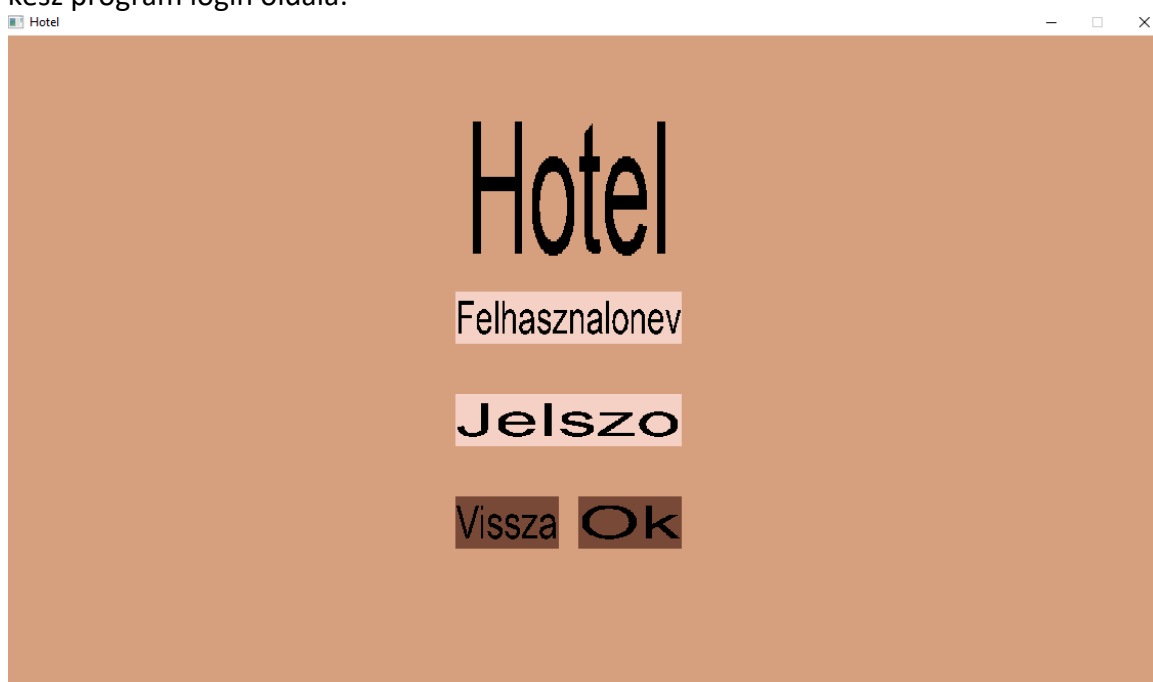 kész program login oldala:
Hotel
Hotel
Felhasznalonev
Jelszo
Vissza Ok